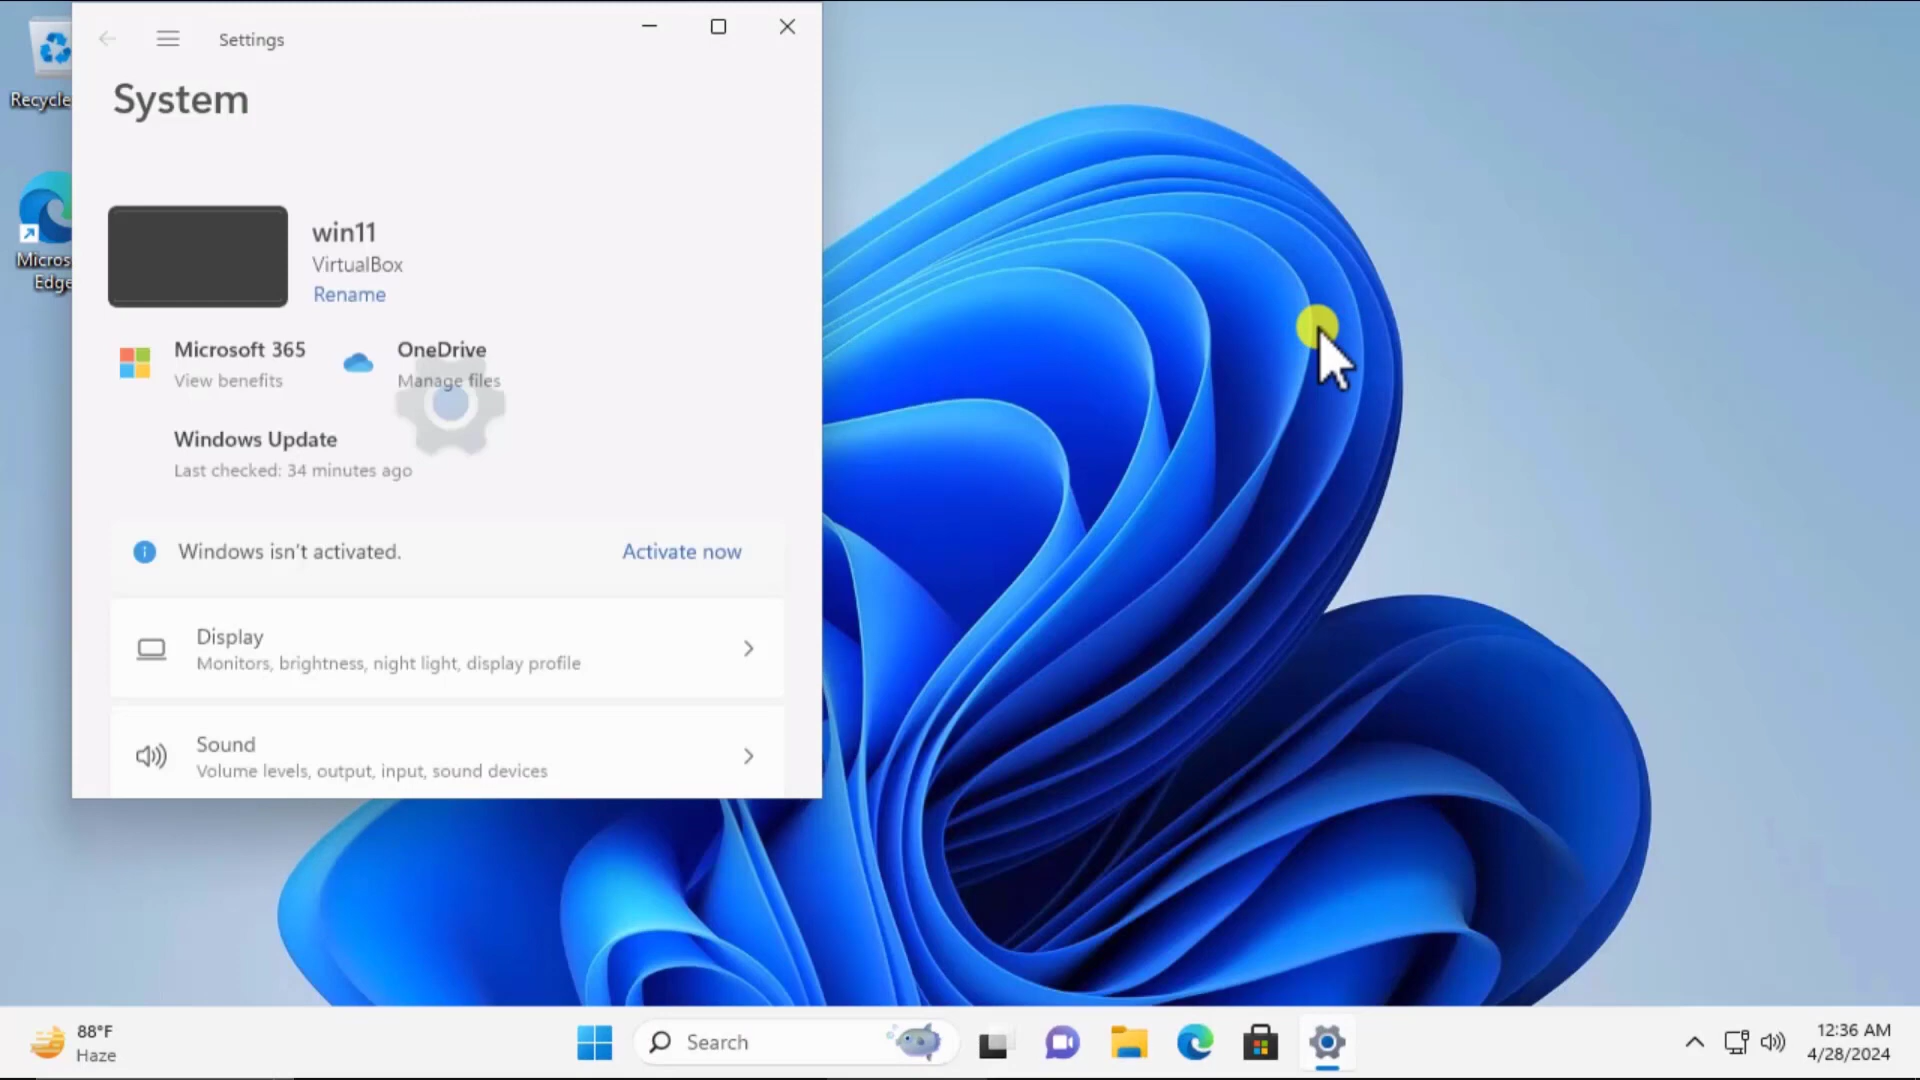 Settings
System
win11
VirtualBox
Rename
Microsoft 365
View benefits
OneDrive
Manage files
Windows Update
Last checked: 34 minutes ago
Windows isn't activated.
Activate now
Display
Monitors, brightness, night light, display profile
Sound
Volume levels, output, input, sound devices
Recycle
Micros
Edge
88°F
Haze
Search
12:36 AM
4/28/2024